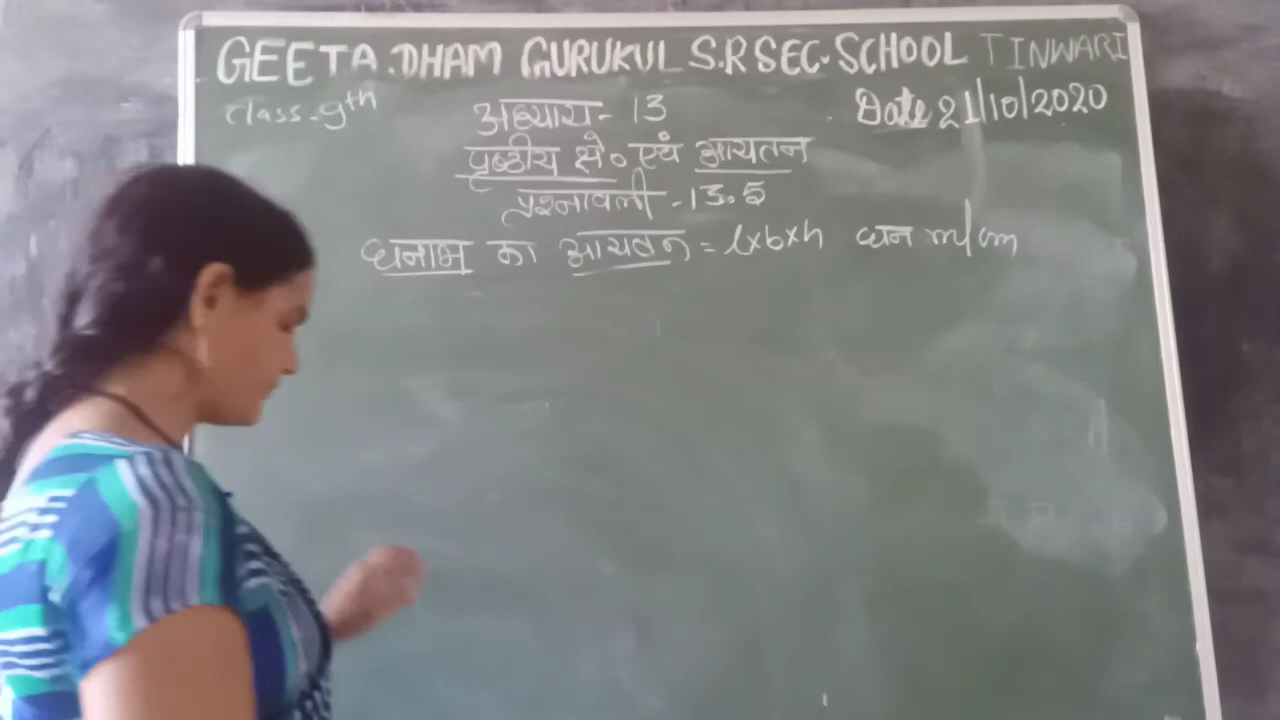 GEETA.DHAM GURUKUL S.R SEC. SCHOOL TINWARI
class-9th
अध्याय-13
Date 21/10/2020
पृष्ठीय क्षे० एवं आयतन
प्रश्नावली-13.5
घनाभ का आयतन = l×b×h घन m/cm